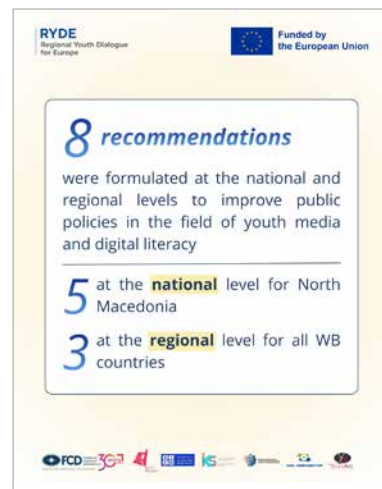 RYDE
Regional Youth Dialogue
for Europe
Funded by
the European Union
8 recommendations
were formulated at the national and
regional levels to improve public
policies in the field of youth media
and digital literacy
5 at the national level for North
Macedonia
3 at the regional level for all WB
countries
FCD